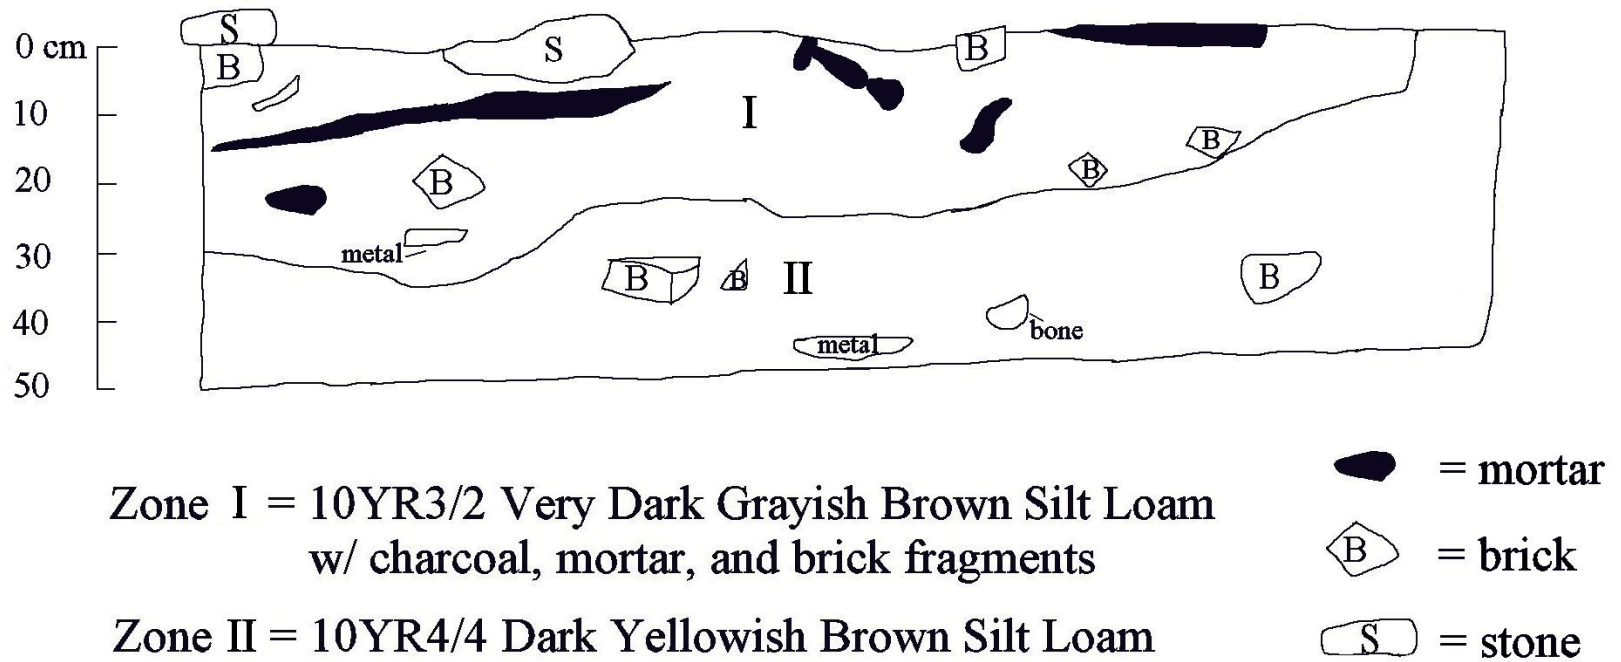 S
S
B
0 cm
B
B
10
I
B
B
20
B
metal
30
B
B
II
B
40
bone
metal
50
= mortar
Zone I = 10YR3/2 Very Dark Grayish Brown Silt Loam
w/ charcoal, mortar, and brick fragments
B = brick
Zone II = 10YR4/4 Dark Yellowish Brown Silt Loam
S = stone